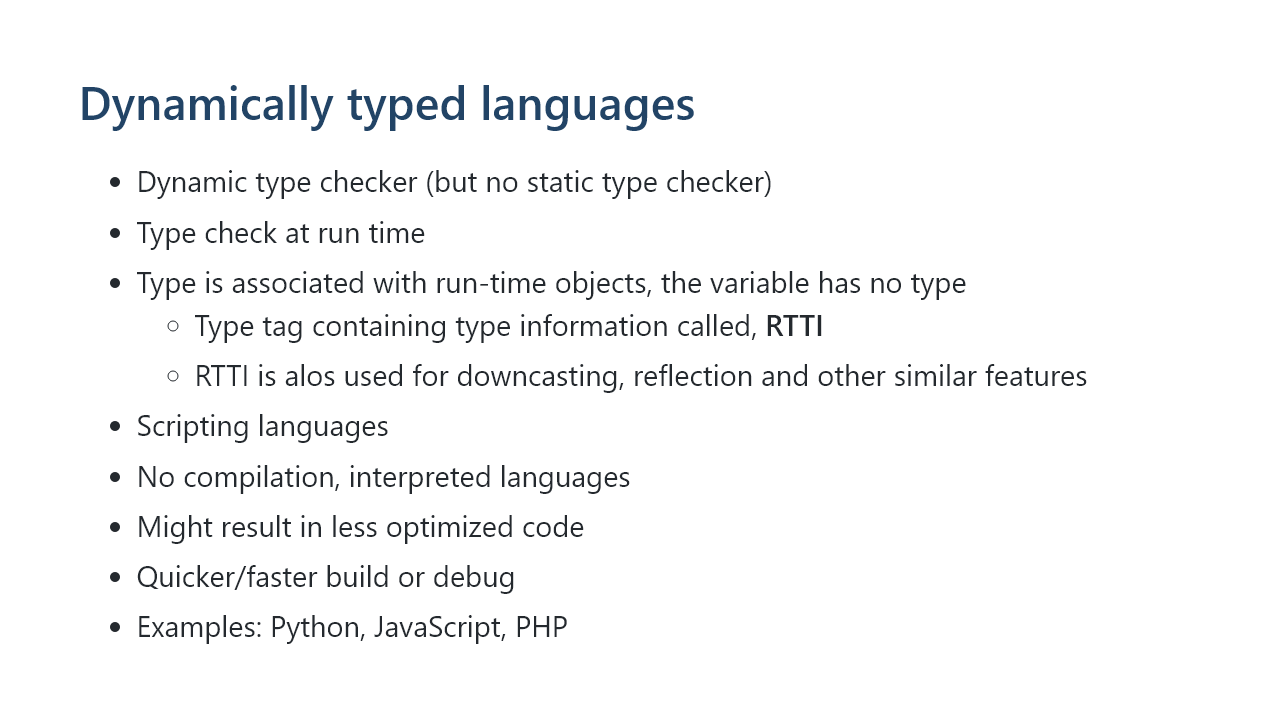 Dynamically typed languages
• Dynamic type checker (but no static type checker)
• Type check at run time
• Type is associated with run-time objects, the variable has no type
○ Type tag containing type information called, RTTI
○ RTTI is alos used for downcasting, reflection and other similar features
• Scripting languages
• No compilation, interpreted languages
• Might result in less optimized code
• Quicker/faster build or debug
• Examples: Python, JavaScript, PHP